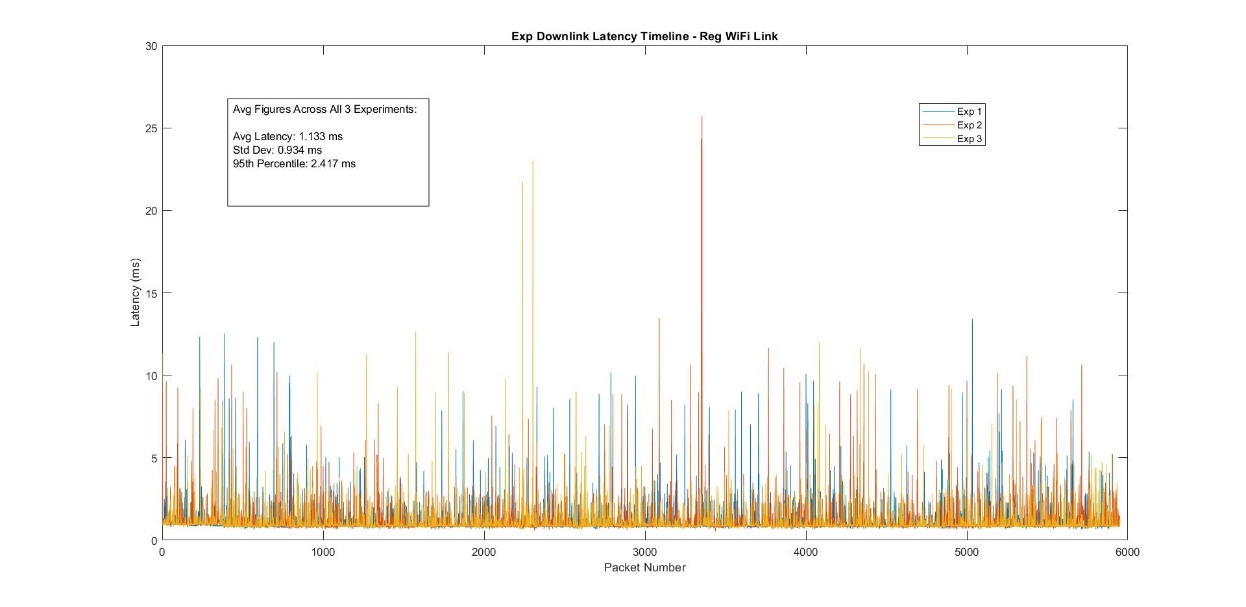 Exp Downlink Latency Timeline - Reg WiFi Link
30
25
20
15
10
5
0
Latency (ms)
Avg Figures Across All 3 Experiments:
Avg Latency: 1.133 ms
Std Dev: 0.934 ms
95th Percentile: 2.417 ms
Exp 1
Exp 2
Exp 3
0 1000 2000 3000 4000 5000 6000
Packet Number